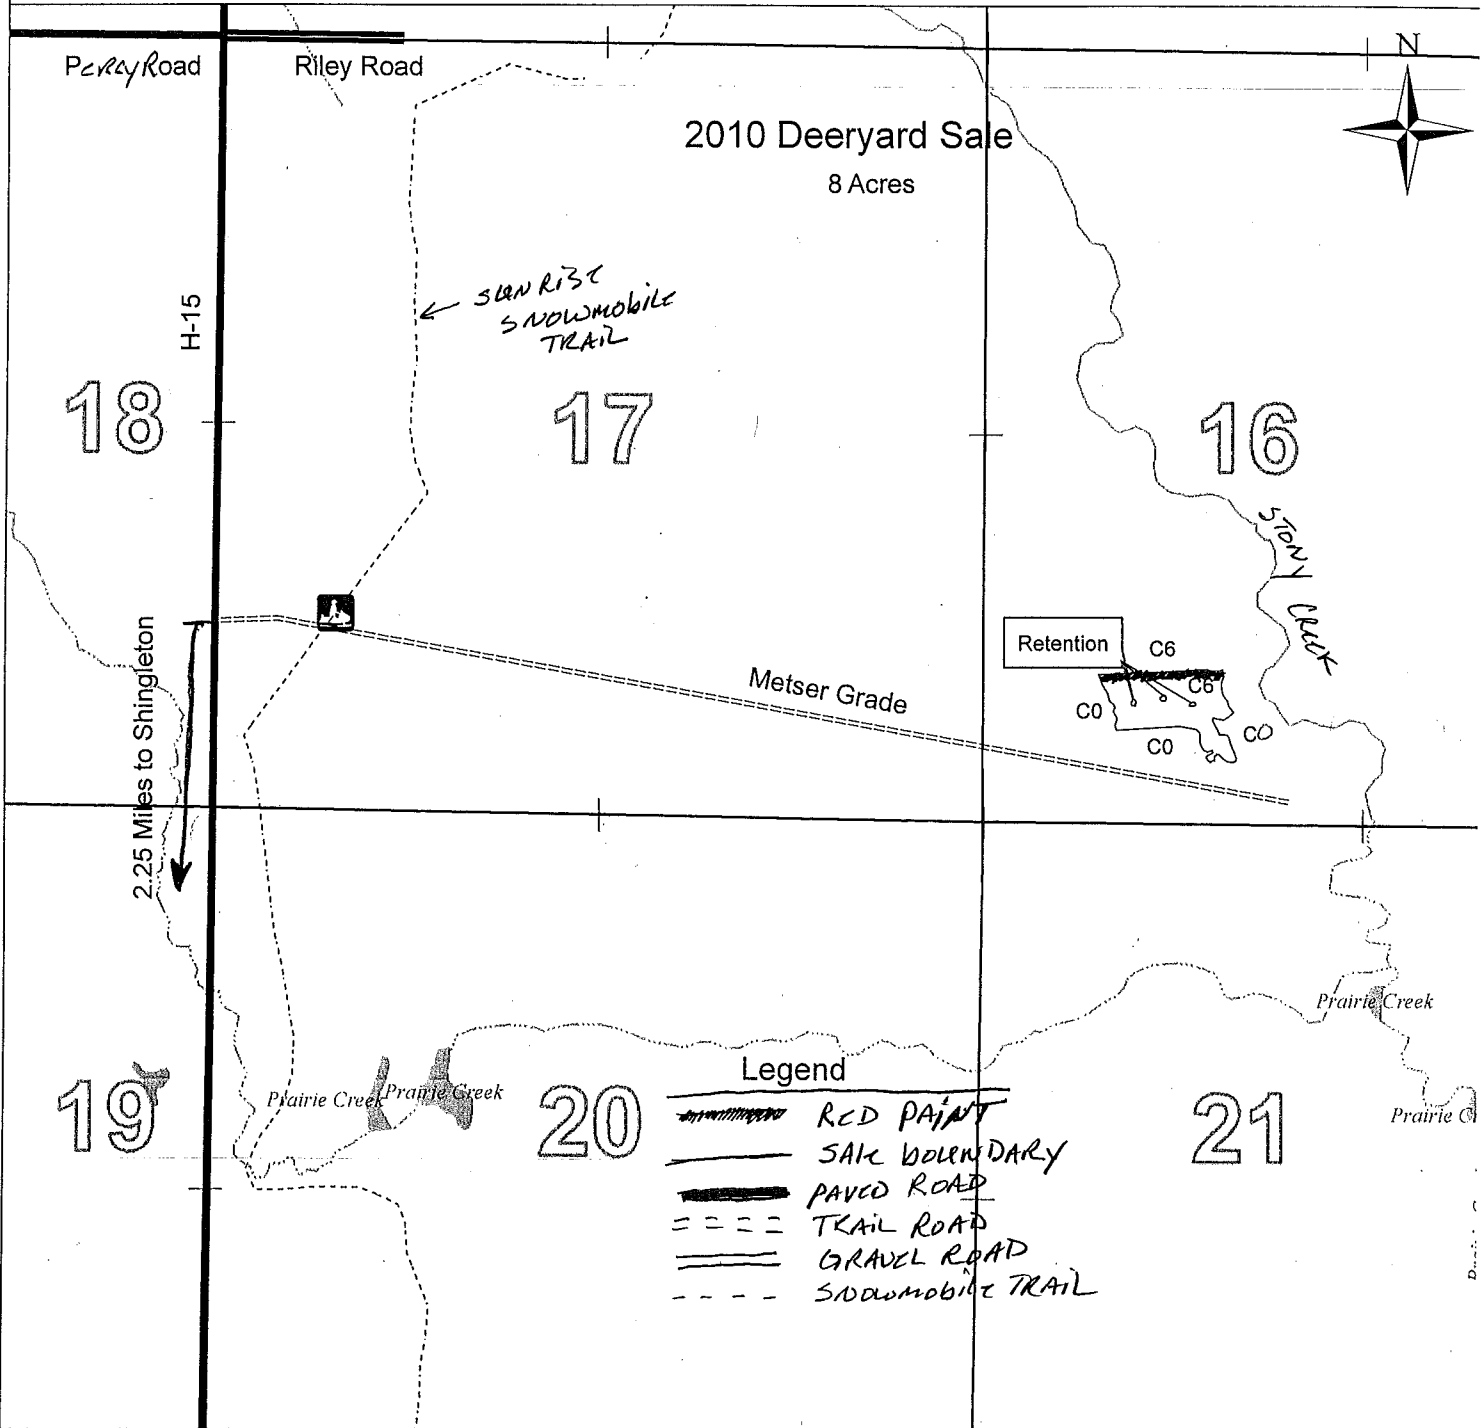 N
Perry Road
Riley Road
2010 Deeryard Sale
8 Acres
H-15
SUNRISE
SNOWMOBILE
TRAIL
18
17
16
STONY CREEK
2.25 Miles to Shingleton
Retention
C6
C6
C0
C0
C0
Metser Grade
Prairie Creek
19
Prairie Creek
Prairie Creek
20
21
Prairie C
Legend
RED PAINT
SALE BOUNDARY
PAVED ROAD
TRAIL ROAD
GRAVEL ROAD
SNOWMOBILE TRAIL